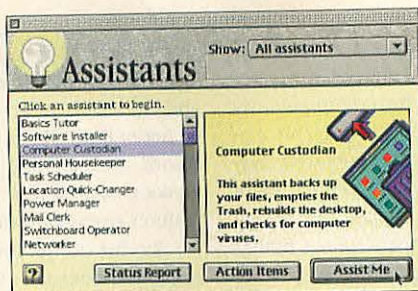 Show: All assistants
Assistants
Click an assistant to begin.
Basics Tutor
Software Installer
Computer Custodian
Personal Housekeeper
Task Scheduler
Location Quick-Changer
Power Manager
Mail Clerk
Switchboard Operator
Networker
Computer Custodian
This assistant backs up
your files, empties the
Trash, rebuilds the desktop,
and checks for computer
viruses.
?
Status Report
Action Items
Assist Me